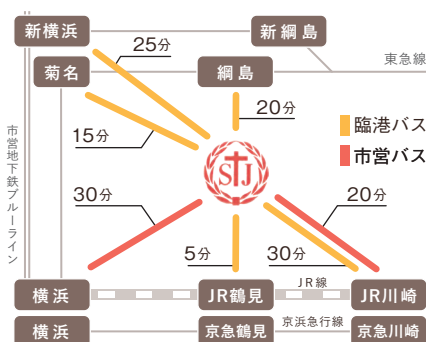 新横浜
新綱島
25分
東急線
菊名
綱島
20分
臨港バス
15分
市営バス
市営地下鉄ブルーライン
SJ
30分
20分
5分
30分
JR線
横浜
JR鶴見
JR川崎
京浜急行線
横浜
京急鶴見
京急川崎